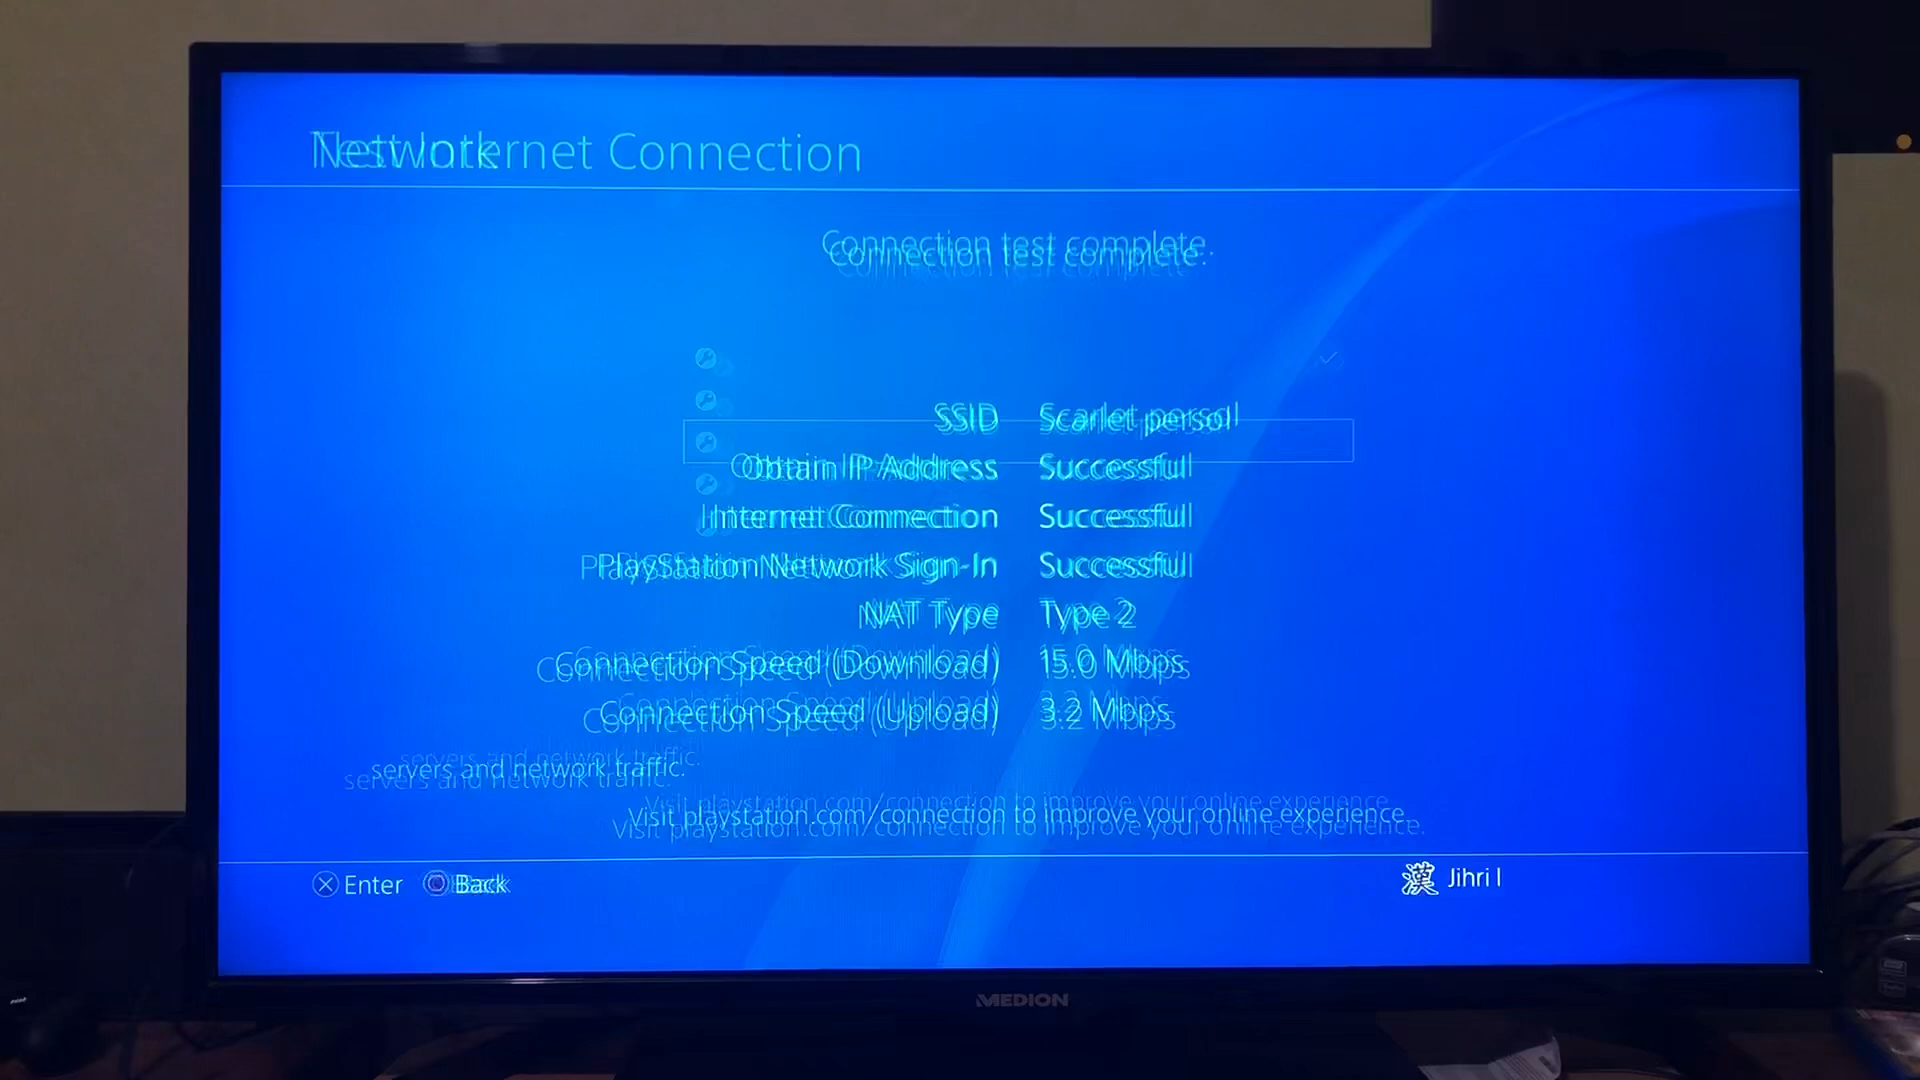 Test Internet Connection
Network
Connection test complete.
SSID Scarlet persol
Obtain IP Address Successful
Internet Connection Successful
PlayStation Network Sign-In Successful
NAT Type Type 2
Connection Speed (Download) 15.0 Mbps
Connection Speed (Upload) 3.2 Mbps
servers and network traffic.
Visit playstation.com/connection to improve your online experience.
Enter Back
漢 Jihri l
MEDION